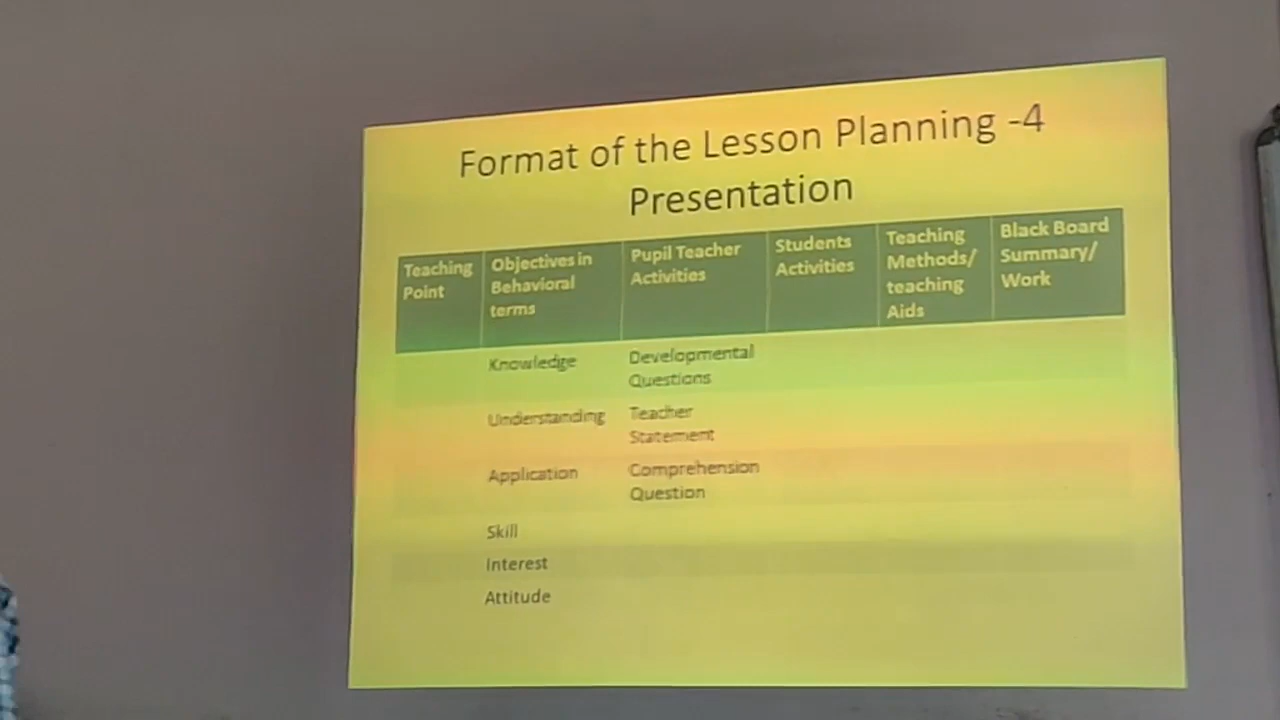 Format of the Lesson Planning -4
Presentation
Teaching Point
Objectives in Behavioral terms
Pupil Teacher Activities
Students Activities
Teaching Methods/ teaching Aids
Black Board Summary/ Work
Knowledge
Developmental Questions
Understanding
Teacher Statement
Application
Comprehension Question
Skill
Interest
Attitude